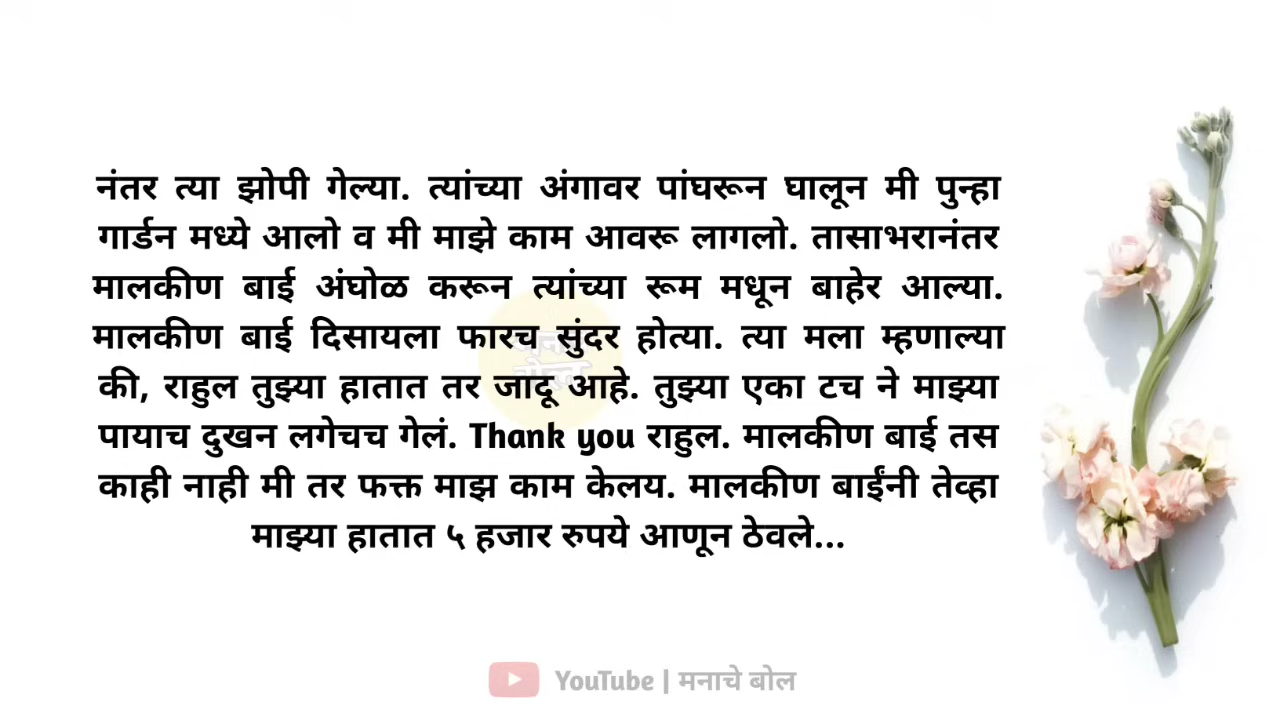 नंतर त्या झोपी गेल्या. त्यांच्या अंगावर पांघरून घालून मी पुन्हा
गार्डन मध्ये आलो व मी माझे काम आवरू लागलो. तासाभरानंतर
मालकीण बाई अंघोळ करून त्यांच्या रूम मधून बाहेर आल्या.
मालकीण बाई दिसायला फारच सुंदर होत्या. त्या मला म्हणाल्या
की, राहुल तुझ्या हातात तर जादू आहे. तुझ्या एका टच ने माझ्या
पायाच दुखन लगेचच गेलं. Thank you राहुल. मालकीण बाई तस
काही नाही मी तर फक्त माझ काम केलय. मालकीण बाईंनी तेव्हा
माझ्या हातात ५ हजार रुपये आणून ठेवले...
YouTube | मनाचे बोल